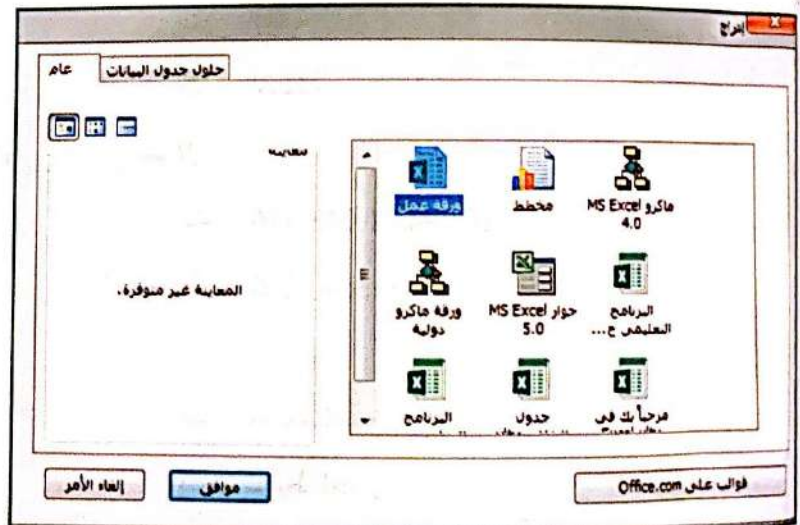 إدراج
عام
حلول جدول البيانات
معاينة
المعاينة غير متوفرة.
ورقة عمل
مخطط
ماكرو MS Excel
4.0
ورقة ماكرو
دولية
حوار MS Excel
5.0
البرنامج
التعليمي ح...
البرنامج
جدول
مرحباً بك في
إلغاء الأمر
موافق
قوالب على Office.com